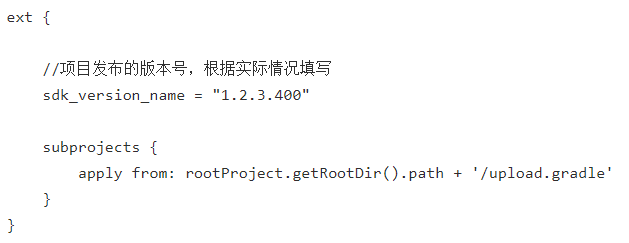 ext {
//项目发布的版本号，根据实际情况填写
sdk_version_name = "1.2.3.400"
subprojects {
apply from: rootProject.getRootDir().path + '/upload.gradle'
}
}